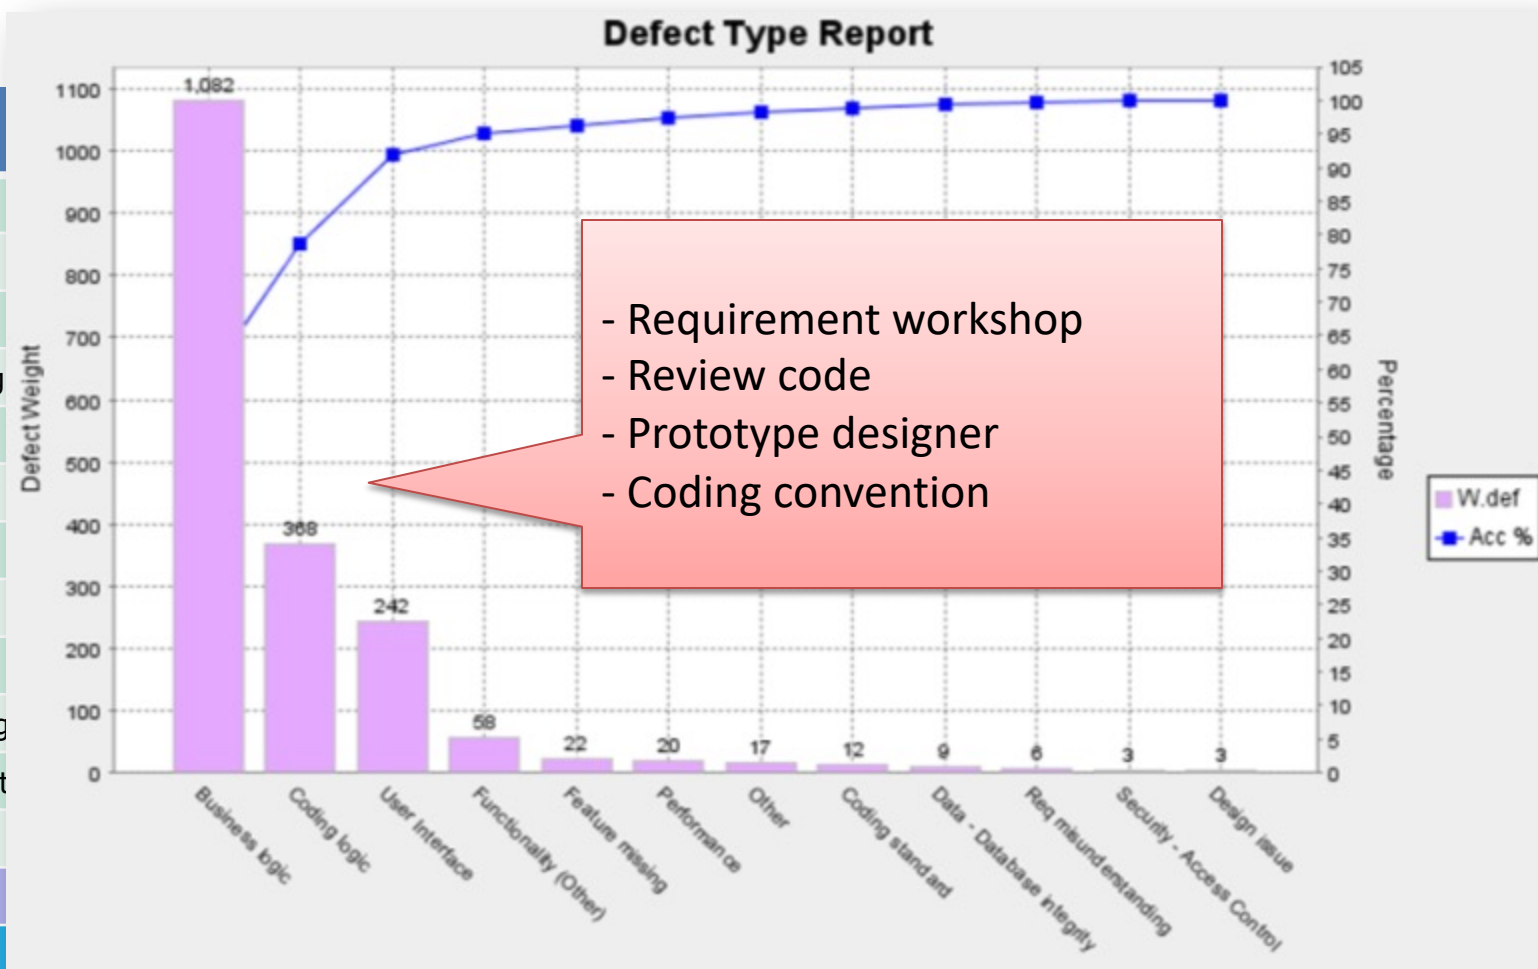 Defect Type Report
1,082
1100
1000
900
800
700
600
500
400
300
200
100
0
Defect Weight
368
242
58
22
20
17
12
9
6
3
3
- Requirement workshop
- Review code
- Prototype designer
- Coding convention
105
100
95
90
85
80
75
70
65
60
55
50
45
40
35
30
25
20
15
10
5
0
Percentage
W.def
Acc %
Business logic
Coding logic
User Interface
Functionality (Other)
Feature missing
Performance
Other
Coding standard
Data - Database integrity
Req misunderstanding
Security - Access Control
Design issue